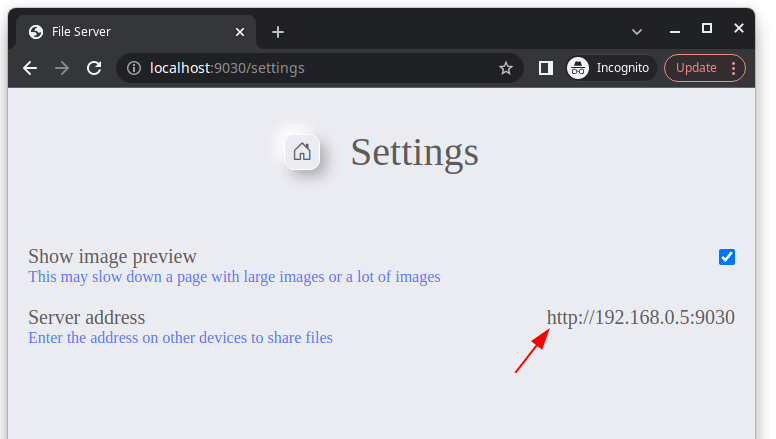 File Server
localhost:9030/settings
Incognito
Update
Settings
Show image preview
This may slow down a page with large images or a lot of images
Server address
http://192.168.0.5:9030
Enter the address on other devices to share files